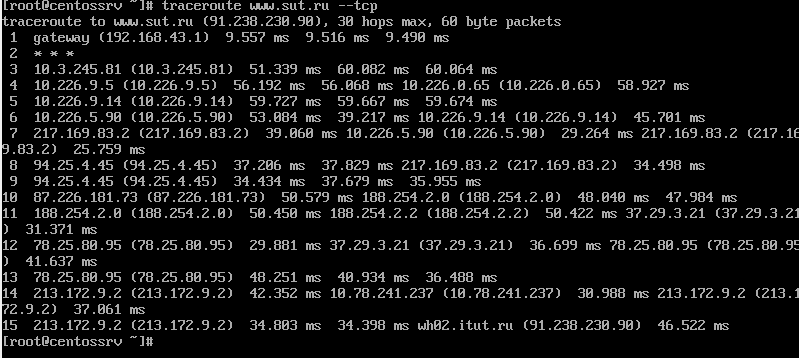 [root@centossrv ~]# traceroute www.sut.ru --tcp
traceroute to www.sut.ru (91.238.230.90), 30 hops max, 60 byte packets
 1  gateway (192.168.43.1)  9.557 ms  9.516 ms  9.490 ms
 2  * * *
 3  10.3.245.81 (10.3.245.81)  51.339 ms  60.082 ms  60.064 ms
 4  10.226.9.5 (10.226.9.5)  56.192 ms  56.068 ms 10.226.0.65 (10.226.0.65)  58.927 ms
 5  10.226.9.14 (10.226.9.14)  59.727 ms  59.667 ms  59.674 ms
 6  10.226.5.90 (10.226.5.90)  53.084 ms  39.217 ms 10.226.9.14 (10.226.9.14)  45.701 ms
 7  217.169.83.2 (217.169.83.2)  39.060 ms 10.226.5.90 (10.226.5.90)  29.264 ms 217.169.83.2 (217.16
9.83.2)  25.759 ms
 8  94.25.4.45 (94.25.4.45)  37.206 ms  37.829 ms 217.169.83.2 (217.169.83.2)  34.498 ms
 9  94.25.4.45 (94.25.4.45)  34.434 ms  37.679 ms  35.955 ms
10  87.226.181.73 (87.226.181.73)  50.579 ms 188.254.2.0 (188.254.2.0)  48.040 ms  47.984 ms
11  188.254.2.0 (188.254.2.0)  50.450 ms 188.254.2.2 (188.254.2.2)  50.422 ms 37.29.3.21 (37.29.3.21
)  31.371 ms
12  78.25.80.95 (78.25.80.95)  29.881 ms 37.29.3.21 (37.29.3.21)  36.699 ms 78.25.80.95 (78.25.80.95
)  41.637 ms
13  78.25.80.95 (78.25.80.95)  48.251 ms  40.934 ms  36.488 ms
14  213.172.9.2 (213.172.9.2)  42.352 ms 10.78.241.237 (10.78.241.237)  30.988 ms 213.172.9.2 (213.1
72.9.2)  37.061 ms
15  213.172.9.2 (213.172.9.2)  34.803 ms  34.398 ms wh02.itut.ru (91.238.230.90)  46.522 ms
[root@centossrv ~]#